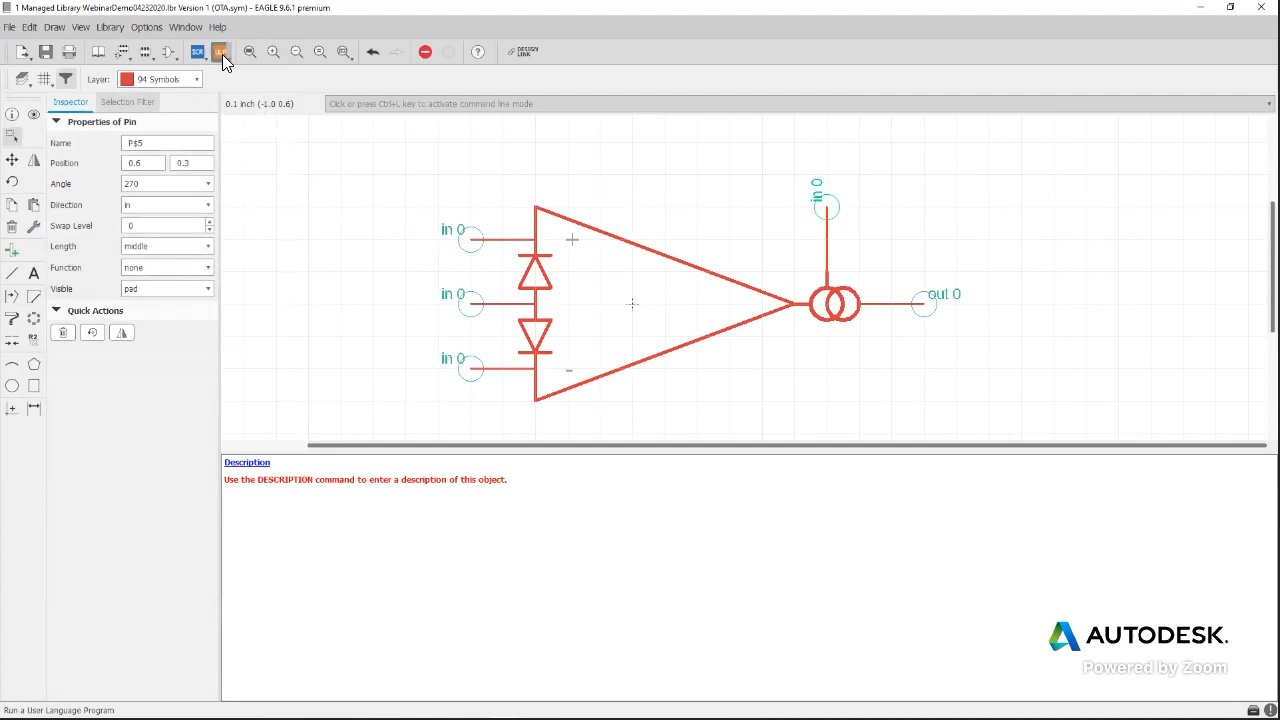 1 Managed Library WebinarDemo04232020.lbr Version 1 (OTA.sym) - EAGLE 9.6.1 premium
File Edit Draw View Library Options Window Help
SCR ULP DESIGN LINK
Layer: 94 Symbols
Inspector Selection Filter
0.1 inch (-1.0 0.6) Click or press Ctrl+L key to activate command line mode
Properties of Pin
Name P$5
Position 0.6 0.3
Angle 270
Direction in
Swap Level 0
Length middle
Function none
Visible pad
Quick Actions
R2
in 0
in 0
+
in 0
out 0
in 0
-
Description
Use the DESCRIPTION command to enter a description of this object.
AUTODESK.
Powered by Zoom
Run a User Language Program